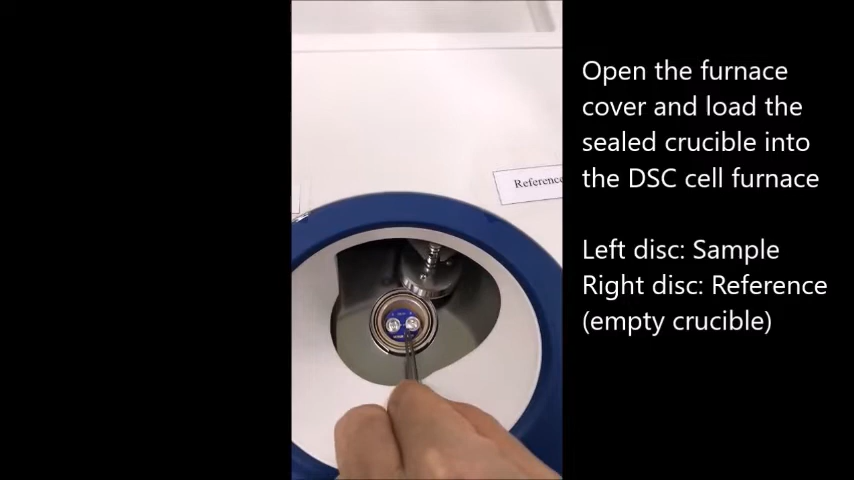 Open the furnace
cover and load the
sealed crucible into
the DSC cell furnace
Left disc: Sample
Right disc: Reference
(empty crucible)
Reference